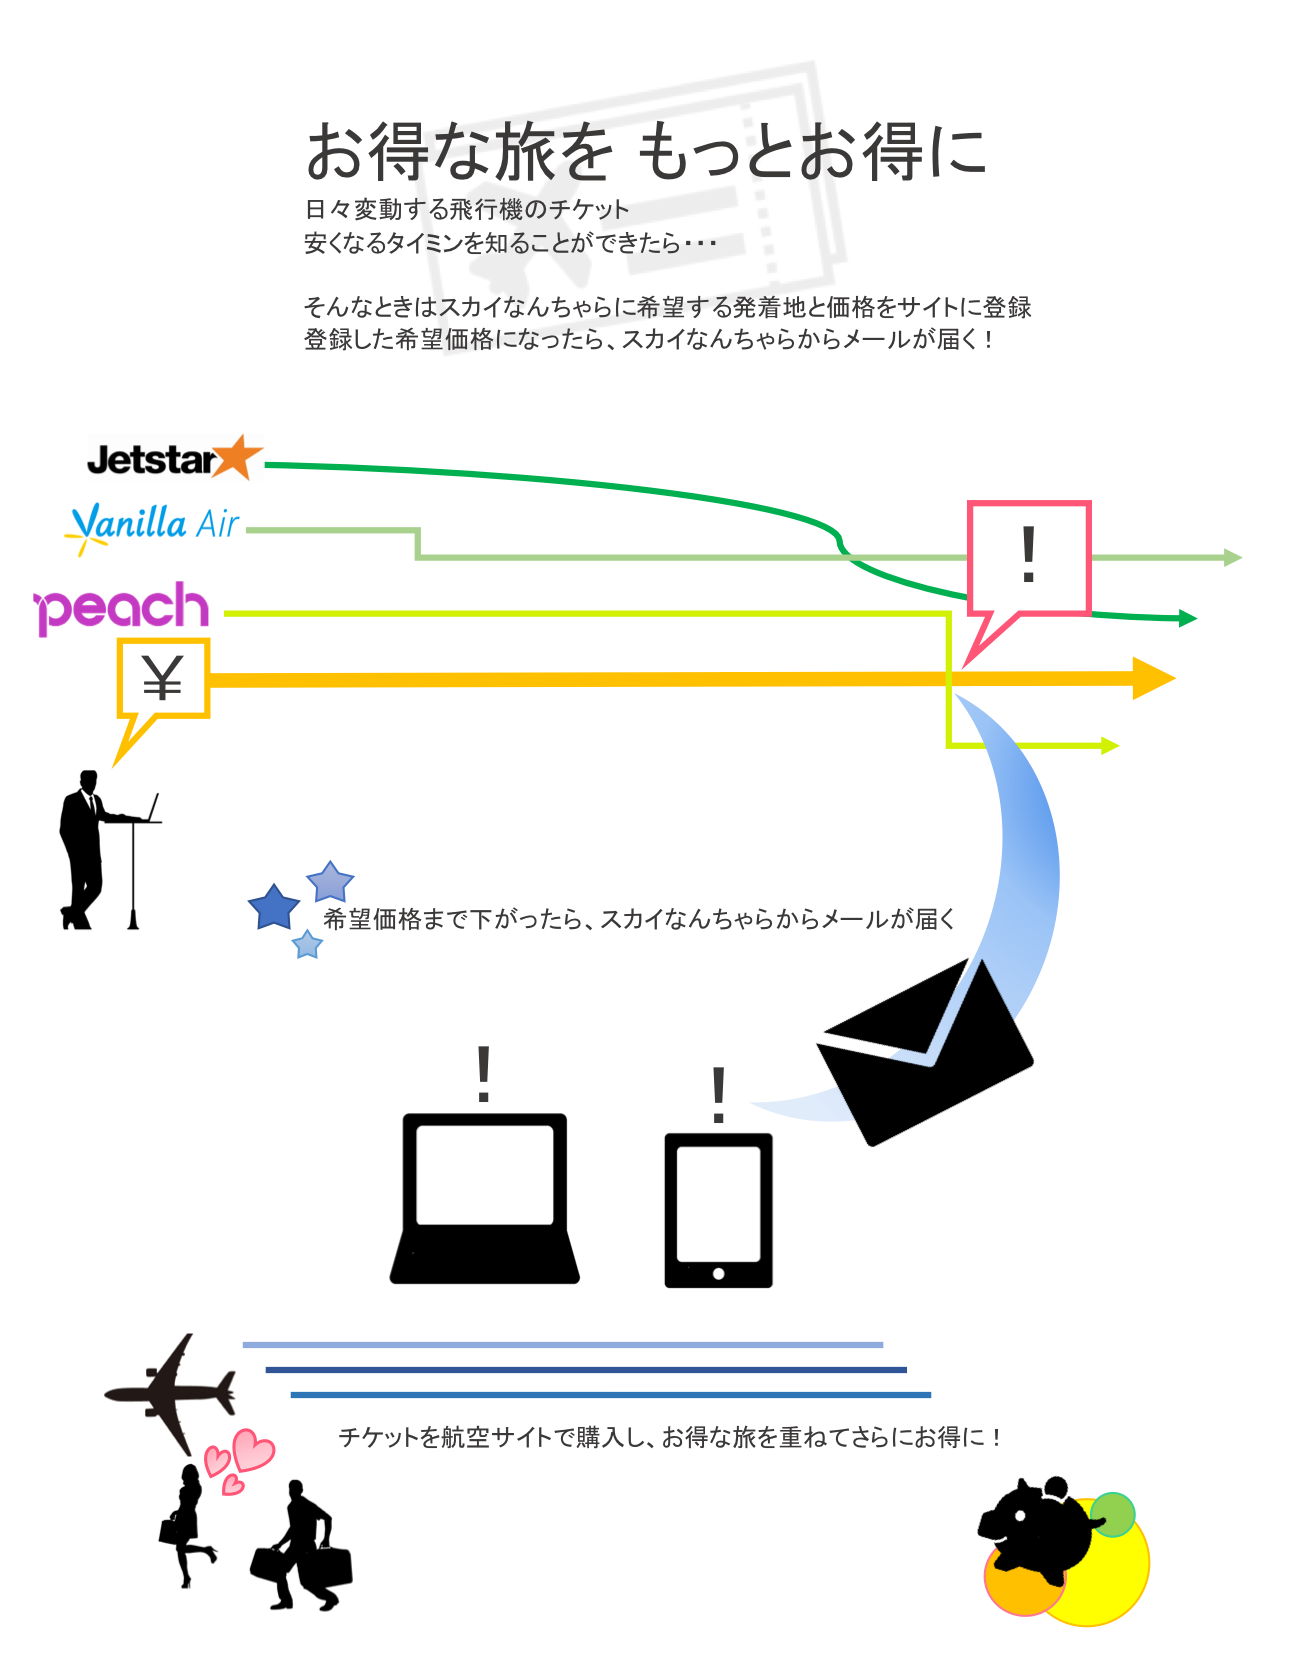 お得な旅を もっとお得に
日々変動する飛行機のチケット
安くなるタイミンを知ることができたら・・・
そんなときはスカイなんちゃらに希望する発着地と価格をサイトに登録
登録した希望価格になったら、スカイなんちゃらからメールが届く！
Jetstar
Vanilla Air
peach
！
￥
希望価格まで下がったら、スカイなんちゃらからメールが届く
！
！
チケットを航空サイトで購入し、お得な旅を重ねてさらにお得に！